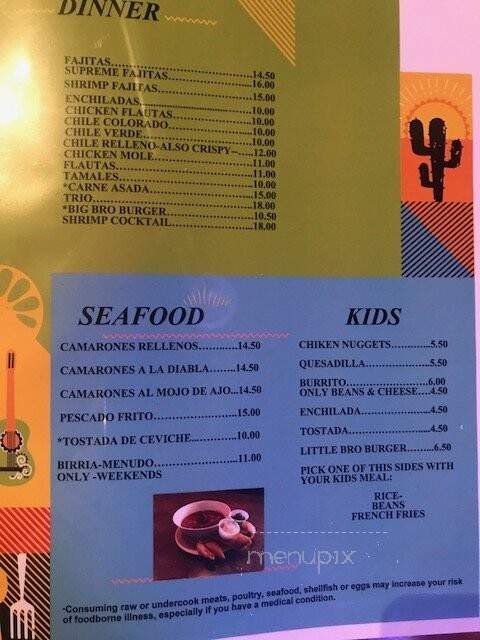 DINNER
FAJITAS.....................................14.50
SUPREME FAJITAS.....................16.00
SHRIMP FAJITAS.......................15.00
ENCHILADAS............................10.00
CHICKEN FLAUTAS...................10.00
CHILE COLORADO....................10.00
CHILE VERDE...........................10.00
CHILE RELLENO-ALSO CRISPY-.....12.00
CHICKEN MOLE........................11.00
FLAUTAS..................................11.00
TAMALES.................................10.00
*CARNE ASADA.........................15.00
TRIO.........................................18.00
*BIG BRO BURGER.....................10.50
SHRIMP COCKTAIL....................18.00
SEAFOOD
CAMARONES RELLENOS............14.50
CAMARONES A LA DIABLA.......14.50
CAMARONES AL MOJO DE AJO...14.50
PESCADO FRITO.......................15.00
*TOSTADA DE CEVICHE.............10.00
BIRRIA-MENUDO.......................11.00
ONLY -WEEKENDS
KIDS
CHIKEN NUGGETS............5.50
QUESADILLA....................5.50
BURRITO.........................6.00
ONLY BEANS & CHEESE....4.50
ENCHILADA.....................4.50
TOSTADA........................4.50
LITTLE BRO BURGER........6.50
PICK ONE OF THIS SIDES WITH
YOUR KIDS MEAL:
RICE-
BEANS
FRENCH FRIES
menupix
-Consuming raw or undercook meats, poultry, seafood, shellfish or eggs may increase your risk
of foodborne illness, especially if you have a medical condition.